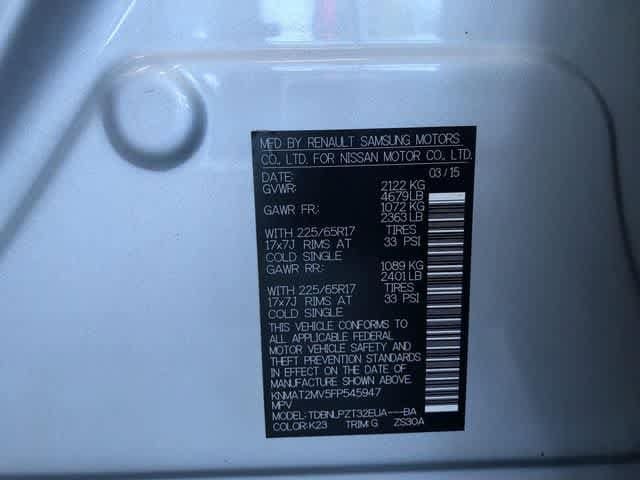 MFD BY RENAULT SAMSUNG MOTORS
CO., LTD. FOR NISSAN MOTOR CO., LTD.
DATE: 03 / 15
GVWR: 2122 KG
4679 LB
GAWR FR: 1072 KG
2363 LB
WITH 225/65R17 TIRES
17x7J RIMS AT 33 PSI
COLD SINGLE
GAWR RR: 1089 KG
2401 LB
WITH 225/65R17 TIRES
17x7J RIMS AT 33 PSI
COLD SINGLE
THIS VEHICLE CONFORMS TO
ALL APPLICABLE FEDERAL
MOTOR VEHICLE SAFETY AND
THEFT PREVENTION STANDARDS
IN EFFECT ON THE DATE OF
MANUFACTURE SHOWN ABOVE.
KNMAT2MV5FP545947
MPV
MODEL: TDBNLPZT32EUA---BA
COLOR: K23 TRIM: G ZS30A